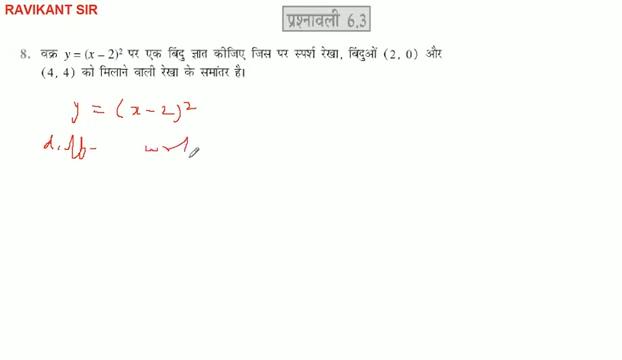 RAVIKANT SIR
प्रश्नावली 6.3
8. वक्र y = (x – 2)² पर एक बिंदु ज्ञात कीजिए जिस पर स्पर्श रेखा, बिंदुओं (2, 0) और
(4, 4) को मिलाने वाली रेखा के समांतर है।
y = (x – 2)²
diff–